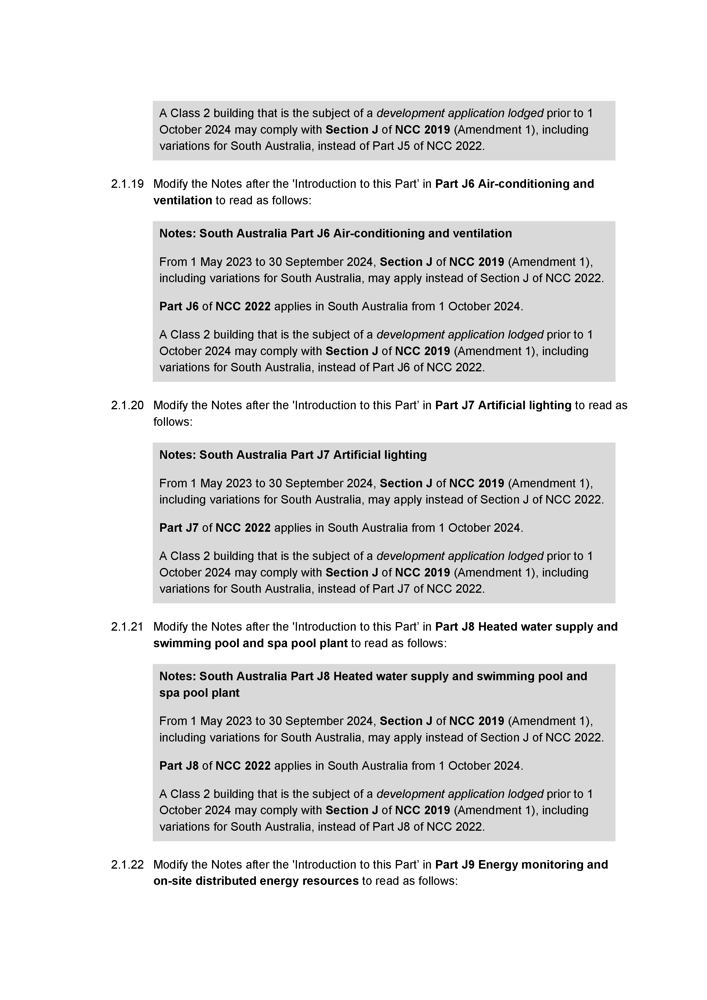 A Class 2 building that is the subject of a development application lodged prior to 1
October 2024 may comply with Section J of NCC 2019 (Amendment 1), including
variations for South Australia, instead of Part J5 of NCC 2022.
2.1.19 Modify the Notes after the 'Introduction to this Part’ in Part J6 Air-conditioning and
ventilation to read as follows:
Notes: South Australia Part J6 Air-conditioning and ventilation
From 1 May 2023 to 30 September 2024, Section J of NCC 2019 (Amendment 1),
including variations for South Australia, may apply instead of Section J of NCC 2022.
Part J6 of NCC 2022 applies in South Australia from 1 October 2024.
A Class 2 building that is the subject of a development application lodged prior to 1
October 2024 may comply with Section J of NCC 2019 (Amendment 1), including
variations for South Australia, instead of Part J6 of NCC 2022.
2.1.20 Modify the Notes after the 'Introduction to this Part’ in Part J7 Artificial lighting to read as
follows:
Notes: South Australia Part J7 Artificial lighting
From 1 May 2023 to 30 September 2024, Section J of NCC 2019 (Amendment 1),
including variations for South Australia, may apply instead of Section J of NCC 2022.
Part J7 of NCC 2022 applies in South Australia from 1 October 2024.
A Class 2 building that is the subject of a development application lodged prior to 1
October 2024 may comply with Section J of NCC 2019 (Amendment 1), including
variations for South Australia, instead of Part J7 of NCC 2022.
2.1.21 Modify the Notes after the 'Introduction to this Part’ in Part J8 Heated water supply and
swimming pool and spa pool plant to read as follows:
Notes: South Australia Part J8 Heated water supply and swimming pool and
spa pool plant
From 1 May 2023 to 30 September 2024, Section J of NCC 2019 (Amendment 1),
including variations for South Australia, may apply instead of Section J of NCC 2022.
Part J8 of NCC 2022 applies in South Australia from 1 October 2024.
A Class 2 building that is the subject of a development application lodged prior to 1
October 2024 may comply with Section J of NCC 2019 (Amendment 1), including
variations for South Australia, instead of Part J8 of NCC 2022.
2.1.22 Modify the Notes after the 'Introduction to this Part’ in Part J9 Energy monitoring and
on-site distributed energy resources to read as follows: